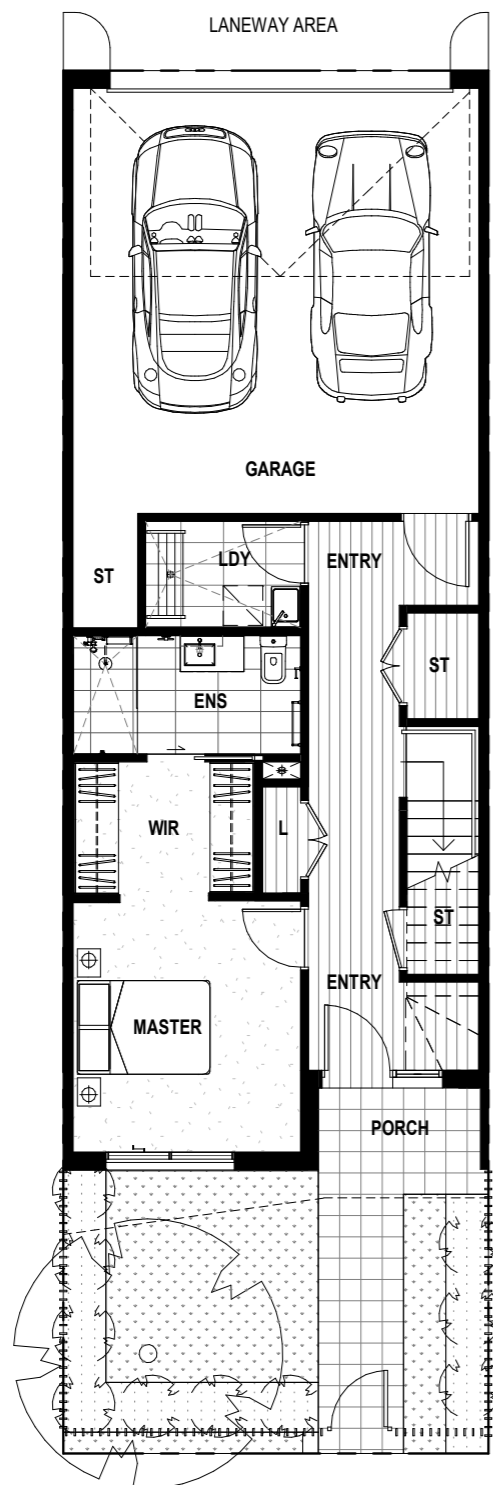 LANEWAY AREA
GARAGE
ST
LDY
ENTRY
ST
ENS
WIR
L
ST
ENTRY
MASTER
PORCH